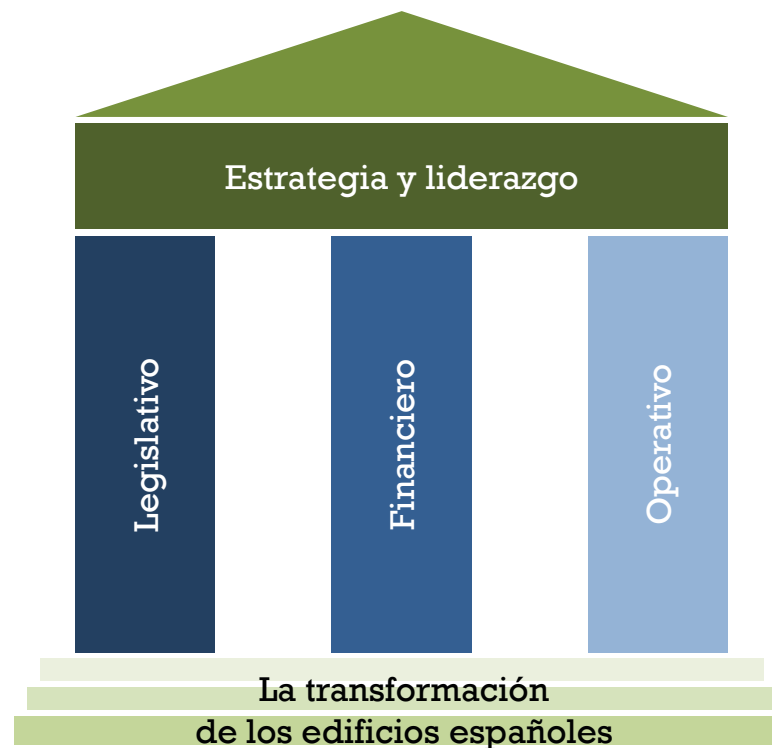 Estrategia y liderazgo
Legislativo
Financiero
Operativo
La transformación
de los edificios españoles